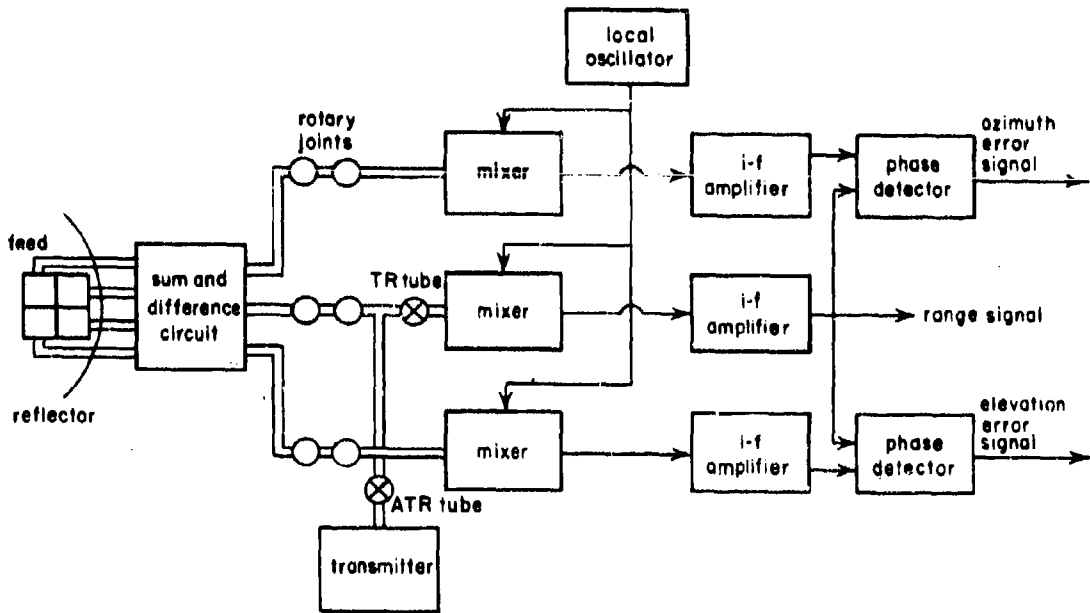 local
oscillator
rotary
joints
mixer
i-f
amplifier
phase
detector
azimuth
error
signal
feed
sum and
difference
circuit
TR tube
mixer
i-f
amplifier
range signal
reflector
mixer
i-f
amplifier
phase
detector
elevation
error
signal
ATR tube
transmitter